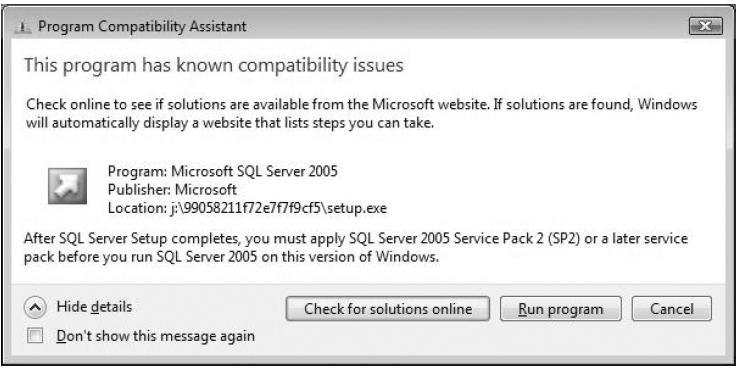 Program Compatibility Assistant
This program has known compatibility issues
Check online to see if solutions are available from the Microsoft website. If solutions are found, Windows
will automatically display a website that lists steps you can take.
Program: Microsoft SQL Server 2005
Publisher: Microsoft
Location: j:\99058211f72e7f7f9cf5\setup.exe
After SQL Server Setup completes, you must apply SQL Server 2005 Service Pack 2 (SP2) or a later service
pack before you run SQL Server 2005 on this version of Windows.
Hide details
Check for solutions online
Run program
Cancel
Don't show this message again